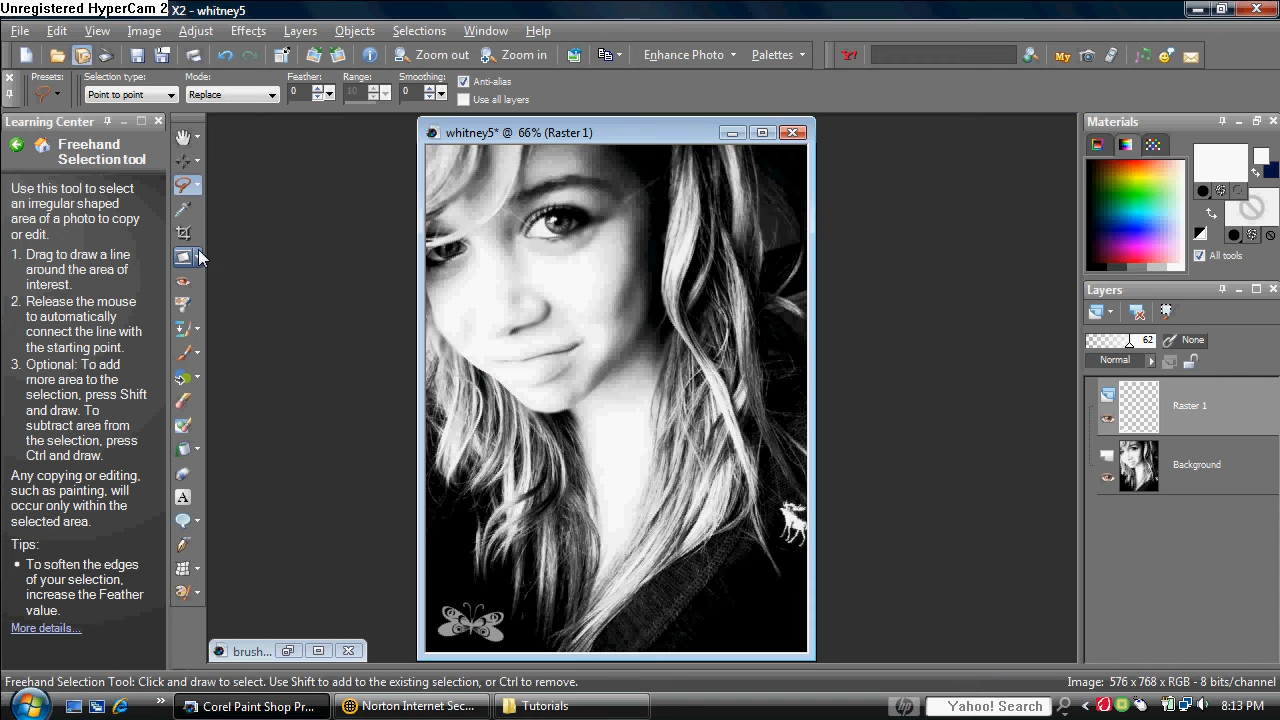 Unregistered HyperCam 2 X2 - whitney5
File Edit View Image Adjust Effects Layers Objects Selections Window Help
Zoom out Zoom in Enhance Photo Palettes My
Presets: Selection type: Mode: Feather: Range: Smoothing: Anti-alias
Point to point Replace 0 10 0 Use all layers
Learning Center
Freehand
Selection tool
Use this tool to select
an irregular shaped
area of a photo to copy
or edit.
1. Drag to draw a line
around the area of
interest.
2. Release the mouse
to automatically
connect the line with
the starting point.
3. Optional: To add
more area to the
selection, press Shift
and draw. To
subtract area from
the selection, press
Ctrl and draw.
Any copying or editing,
such as painting, will
occur only within the
selected area.
Tips:
• To soften the edges
of your selection,
increase the Feather
value.
More details...
A
whitney5* @ 66% (Raster 1)
brush...
Materials
All tools
Layers
62 None
Normal
Raster 1
Background
Freehand Selection Tool: Click and draw to select. Use Shift to add to the existing selection, or Ctrl to remove. Image: 576 x 768 x RGB - 8 bits/channel
» Corel Paint Shop Pr... Norton Internet Sec... Tutorials hp Yahoo! Search 8:13 PM